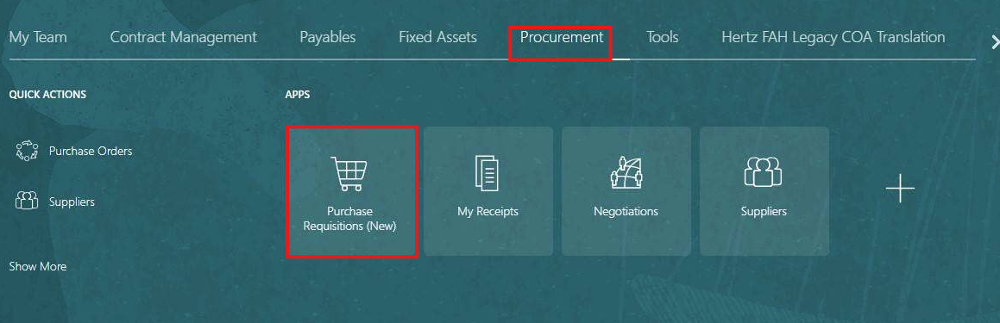 My Team Contract Management Payables Fixed Assets Procurement Tools Hertz FAH Legacy COA Translation
QUICK ACTIONS
APPS
Purchase Orders
Suppliers
Show More
Purchase
Requisitions (New)
My Receipts
Negotiations
Suppliers